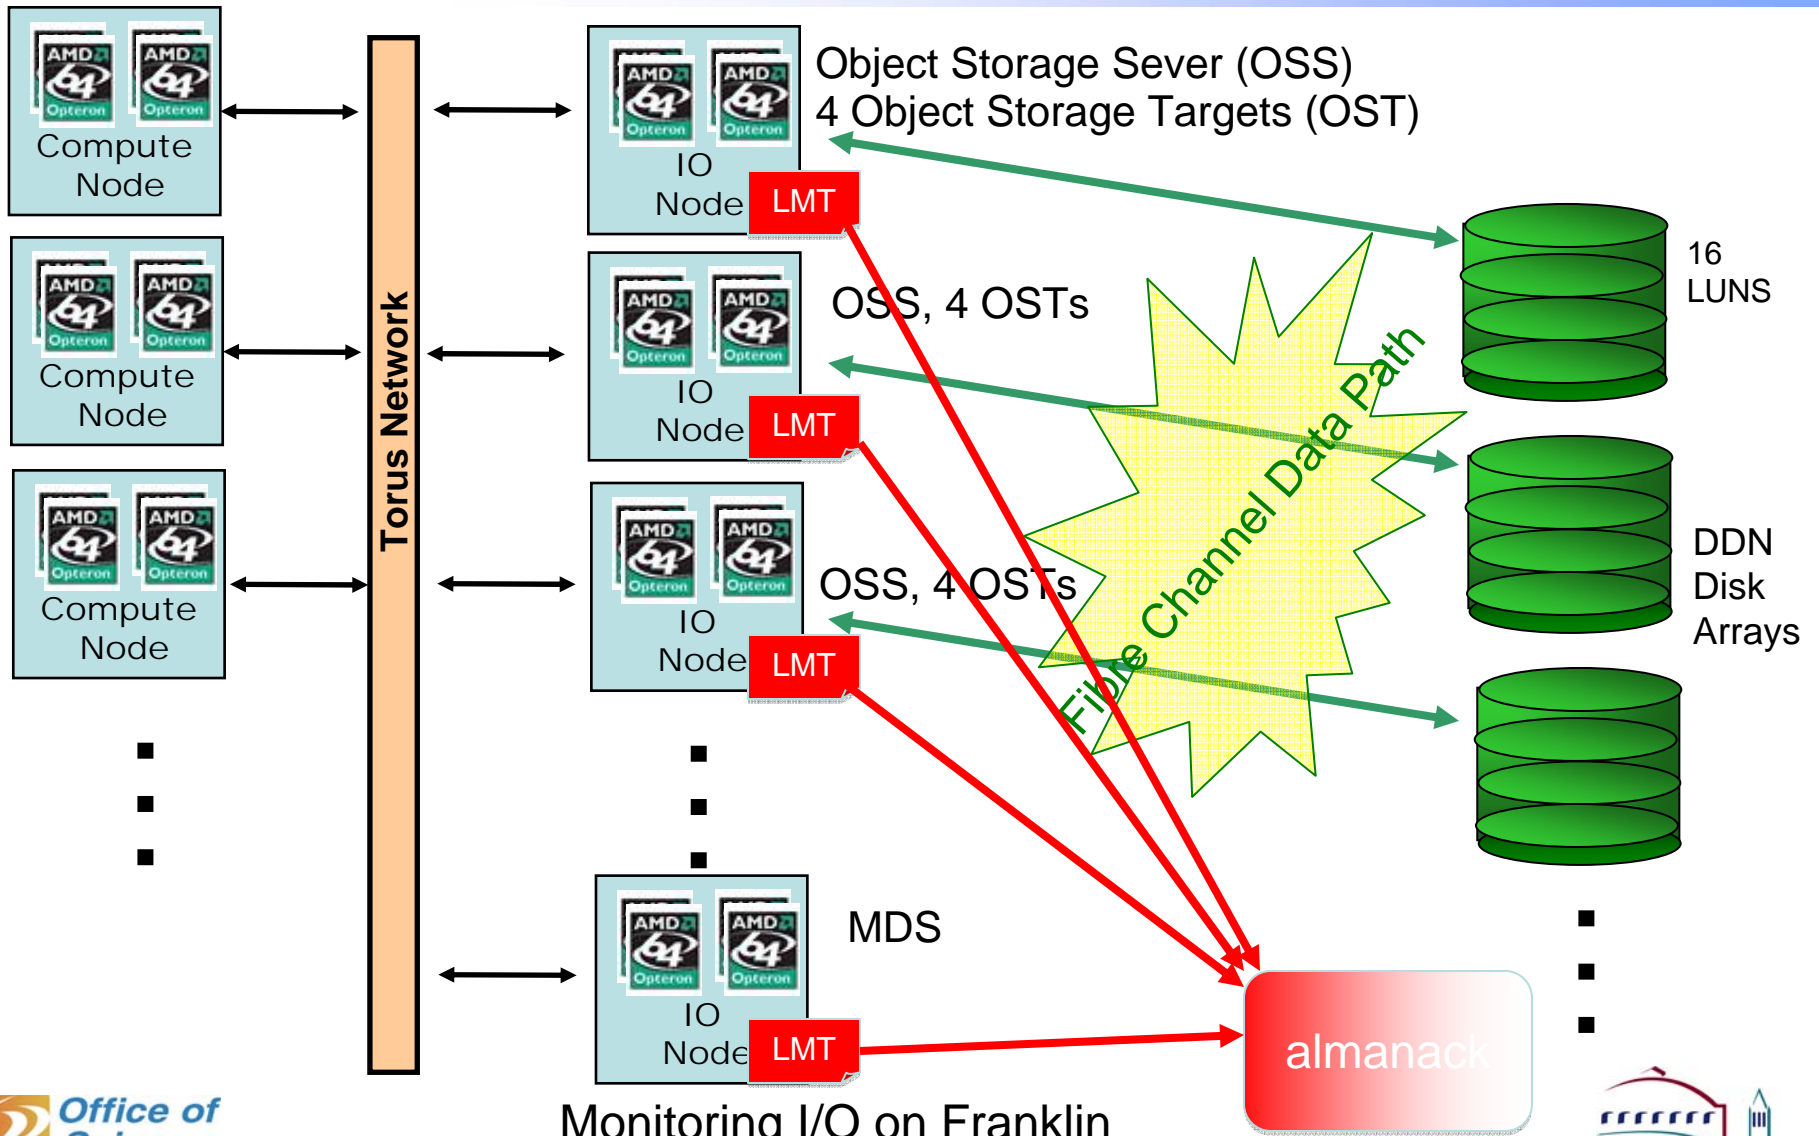 AMD AMD
64 64
Opteron Opteron
Compute
Node
AMD AMD
64 64
Opteron Opteron
Compute
Node
AMD AMD
64 64
Opteron Opteron
Compute
Node
Torus Network
AMD AMD
64 64
Opteron Opteron
IO
Node
LMT
Object Storage Sever (OSS)
4 Object Storage Targets (OST)
AMD AMD
64 64
Opteron Opteron
IO
Node
LMT
OSS, 4 OSTs
AMD AMD
64 64
Opteron Opteron
IO
Node
LMT
OSS, 4 OSTs
AMD AMD
64 64
Opteron Opteron
IO
Node
LMT
MDS
Fibre Channel Data Path
16
LUNS
DDN
Disk
Arrays
almanack
Office of
Monitoring I/O on Franklin